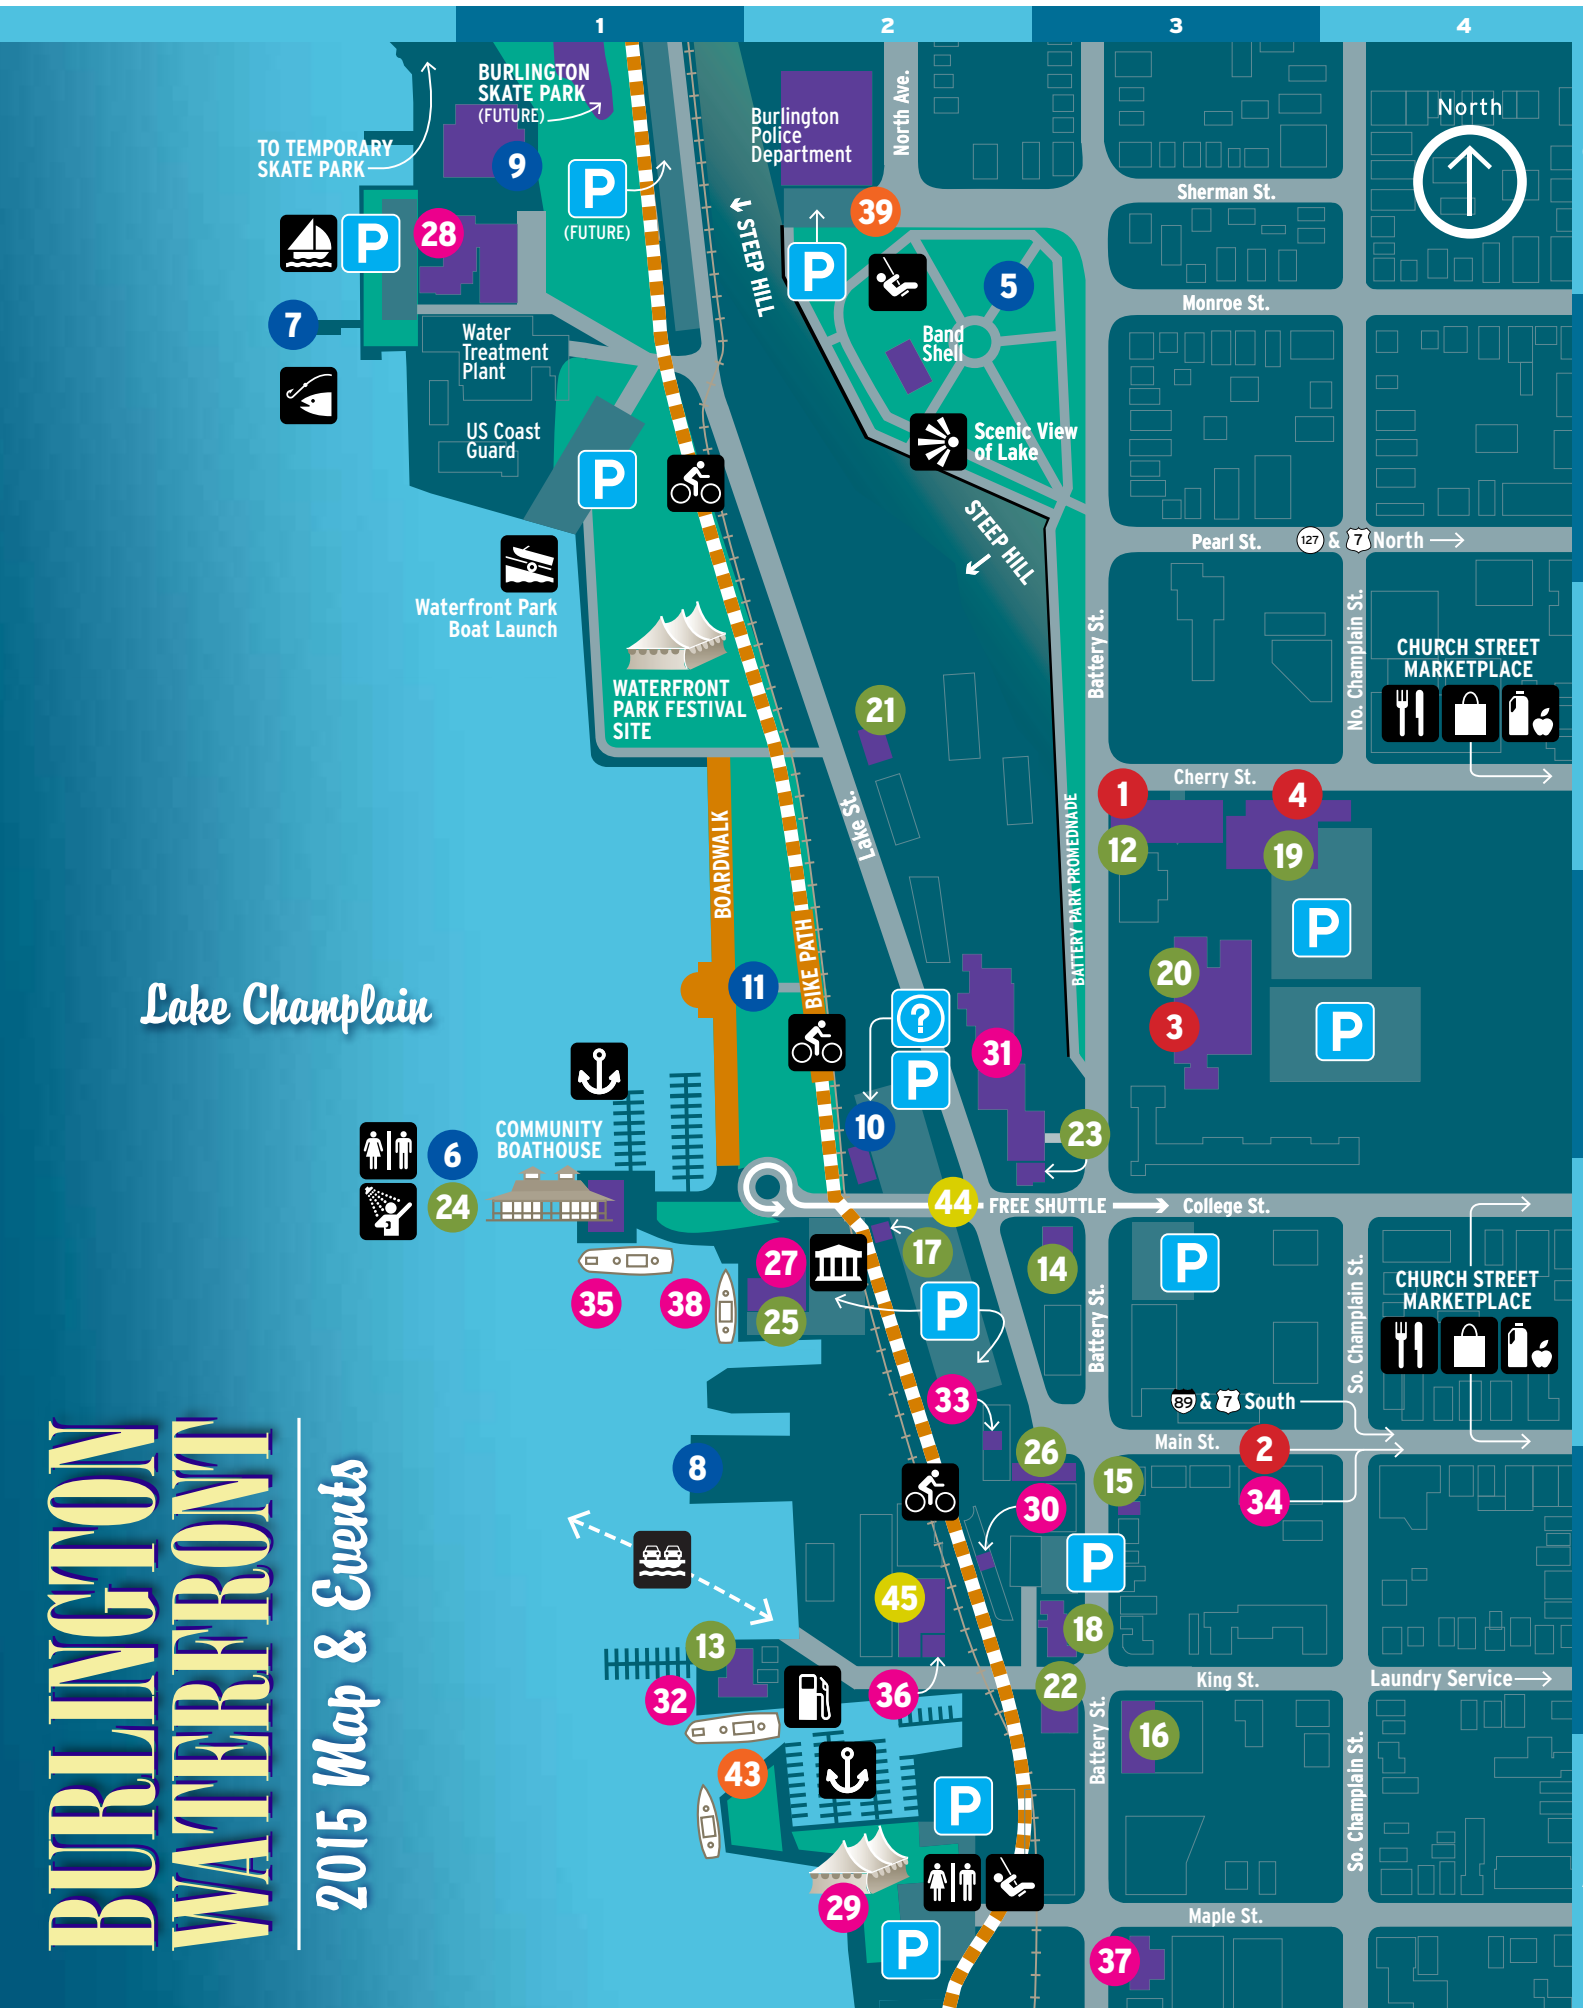 1
2
3
4
BURLINGTON
SKATE PARK
(FUTURE)
TO TEMPORARY
SKATE PARK
9
P
(FUTURE)
Burlington
Police
Department
North Ave.
39
Sherman St.
North
28
P
7
STEEP HILL
P
5
Band
Shell
Monroe St.
Water
Treatment
Plant
US Coast
Guard
P
Scenic View
of Lake
STEEP HILL
Pearl St.
127 & 7 North
Waterfront Park
Boat Launch
WATERFRONT
PARK FESTIVAL
SITE
21
Battery St.
No. Champlain St.
CHURCH STREET
MARKETPLACE
Cherry St.
1
4
12
19
BOARDWALK
Lake St.
BATTERY PARK PROMEDNADE
P
BIKE PATH
20
3
P
Lake Champlain
11
?
P
31
10
23
COMMUNITY
BOATHOUSE
6
24
44
FREE SHUTTLE
College St.
27
17
14
P
35
38
25
P
Battery St.
So. Champlain St.
CHURCH STREET
MARKETPLACE
33
89 & 7 South
Main St.
2
34
26
15
8
30
P
45
18
13
32
36
22
King St.
Laundry Service
16
Battery St.
So. Champlain St.
43
P
29
P
Maple St.
37
BURLINGTON
WATERFRONT
2015 Map & Events